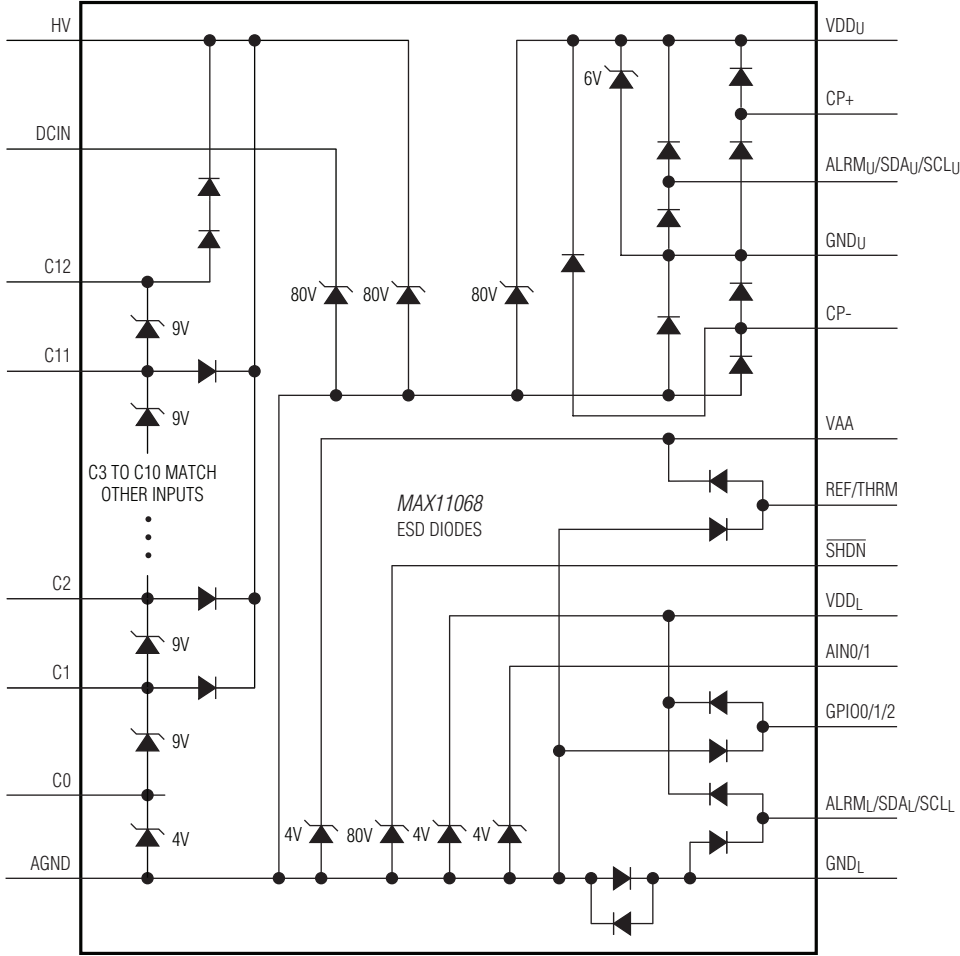 HV
VDDU
6V
CP+
DCIN
ALRMU/SDAU/SCLU
GNDU
C12
80V
80V
80V
9V
CP-
C11
9V
VAA
C3 TO C10 MATCH
OTHER INPUTS
MAX11068
ESD DIODES
REF/THRM
SHDN
C2
VDDL
9V
AIN0/1
C1
GPIO0/1/2
9V
C0
ALRML/SDAL/SCLL
4V
4V
80V
4V
4V
AGND
GNDL